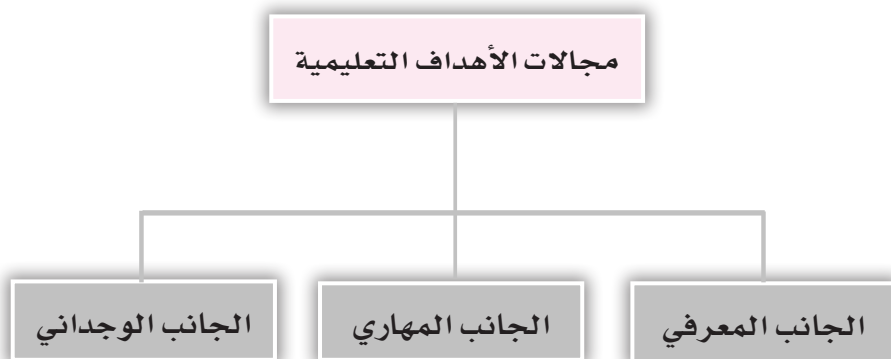 مجالات الأهداف التعليمية
الجانب المعرفي
الجانب المهاري
الجانب الوجداني